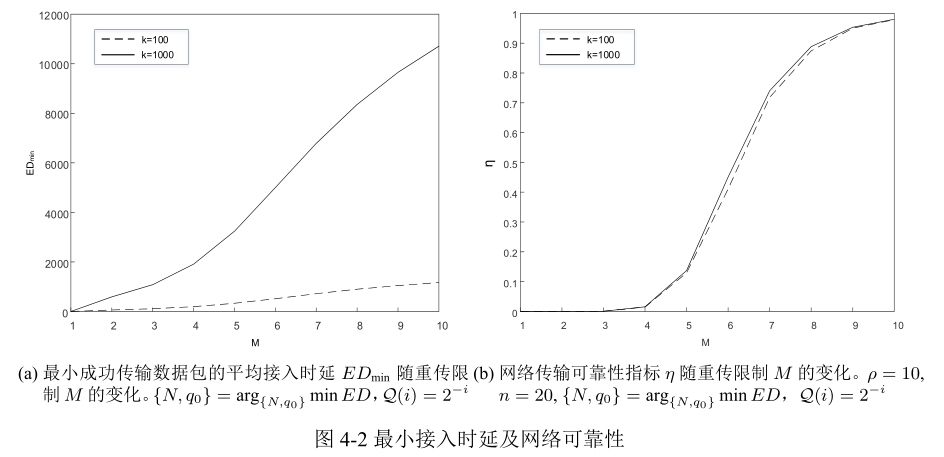 12000
10000
8000
6000
4000
2000
0
ED_min
k=100
k=1000
1 2 3 4 5 6 7 8 9 10
M
1
0.9
0.8
0.7
0.6
0.5
0.4
0.3
0.2
0.1
0
η
k=100
k=1000
1 2 3 4 5 6 7 8 9 10
M
(a) 最小成功传输数据包的平均接入时延 ED_min 随重传限
制 M 的变化。{N, q_0} = arg_{N,q_0} min ED, Q(i) = 2^{-i}
(b) 网络传输可靠性指标 η 随重传限制 M 的变化。ρ = 10,
n = 20, {N, q_0} = arg_{N,q_0} min ED, Q(i) = 2^{-i}
图 4-2 最小接入时延及网络可靠性